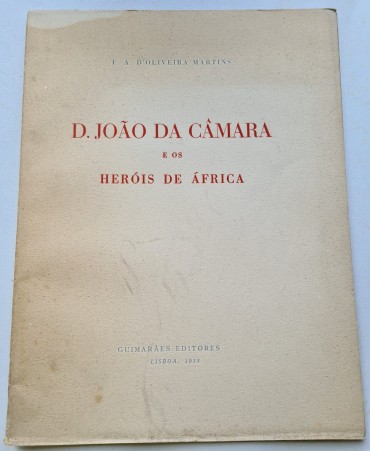 F. A. D'OLIVEIRA MARTINS
D. JOÃO DA CÂMARA
E OS
HERÓIS DE ÁFRICA
GUIMARÃES EDITORES
LISBOA,